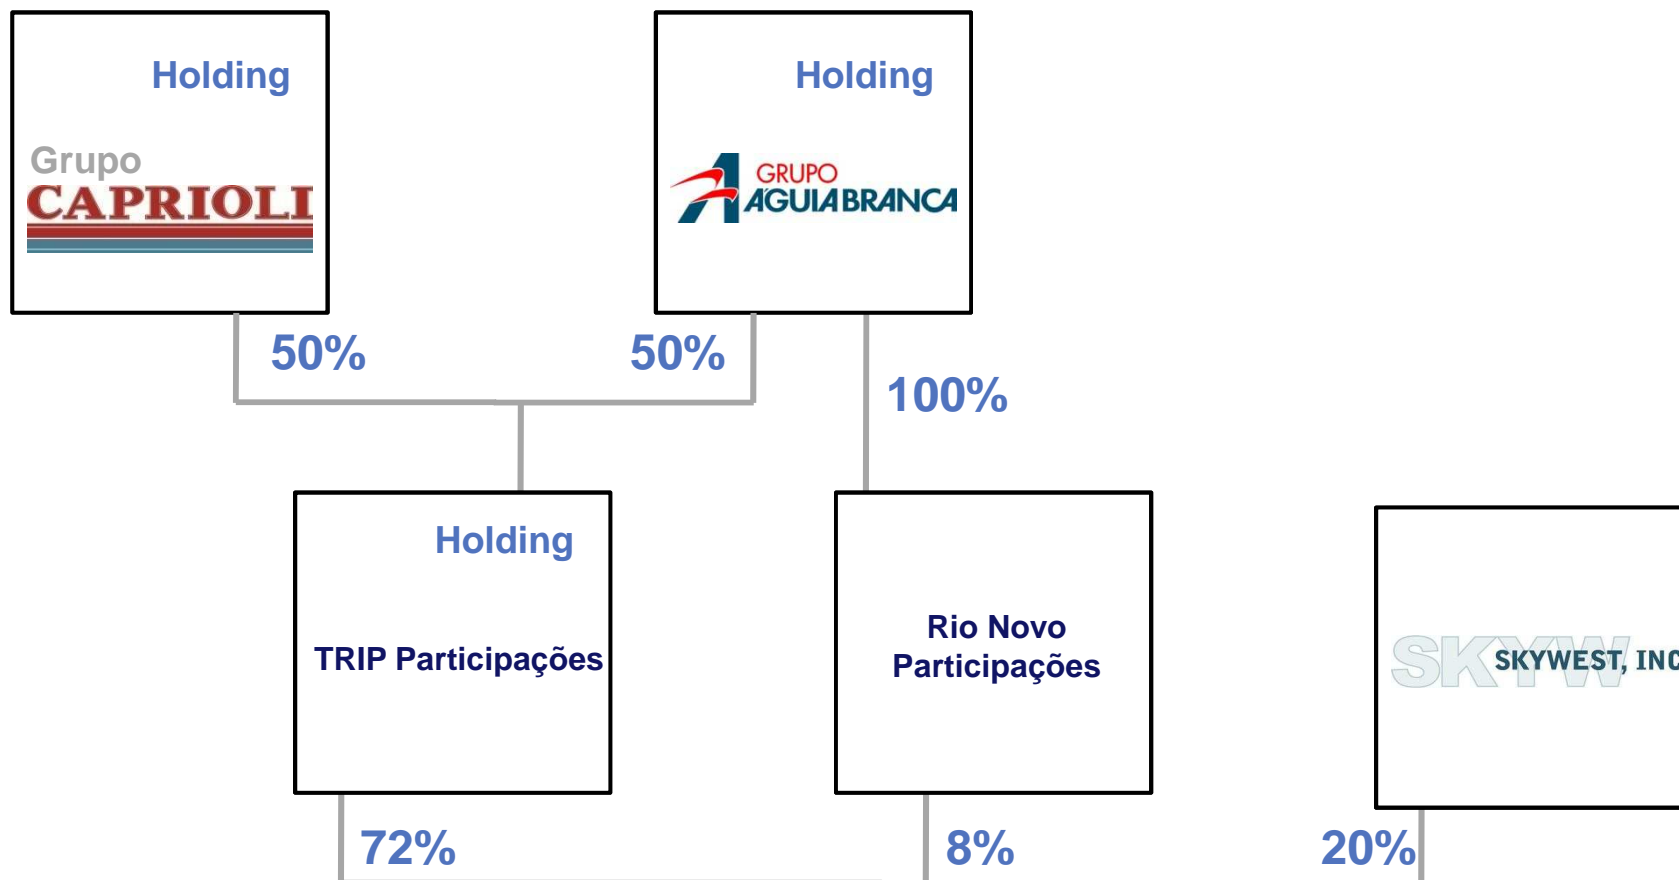 Holding
Grupo
CAPRIOLI
Holding
GRUPO
ÁGUIABRANCA
50%
50%
100%
Holding
TRIP Participações
Rio Novo
Participações
SKYW
SKYWEST, INC
72%
8%
20%